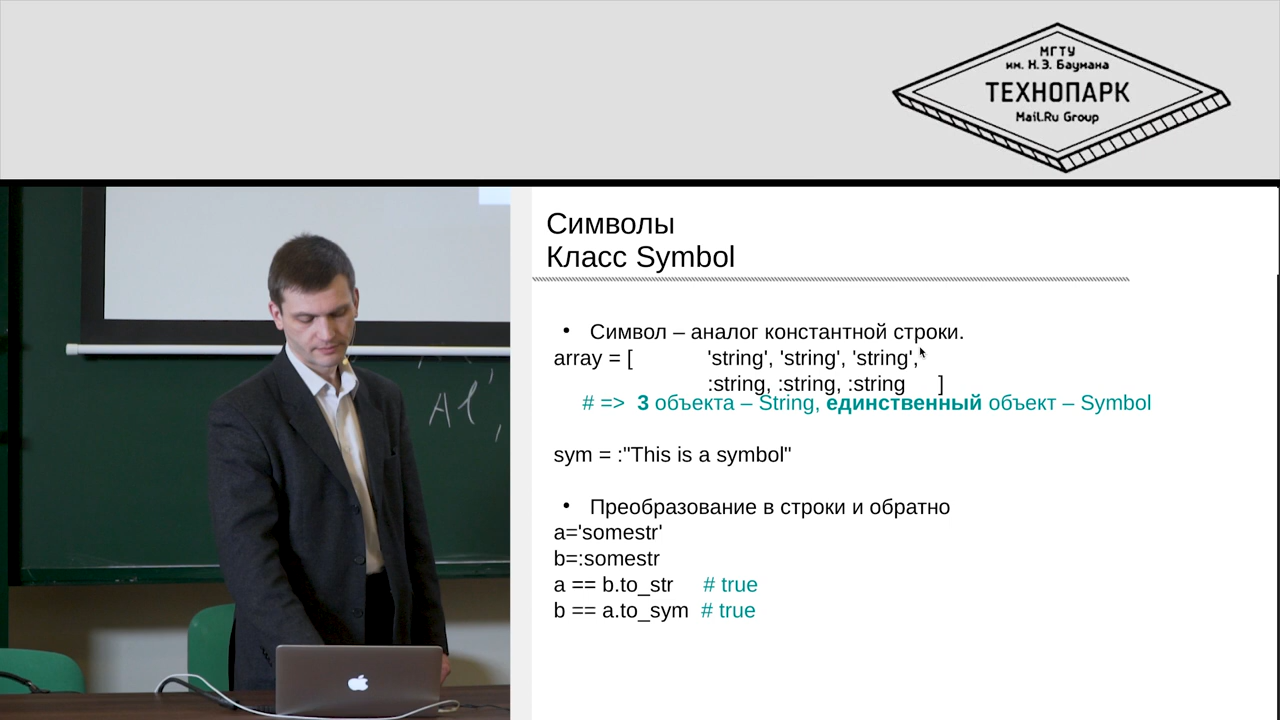 МГТУ
им. Н.Э. Баумана
ТЕХНОПАРК
Mail.Ru Group
Символы
Класс Symbol
• Символ – аналог константной строки.
array = [ 'string', 'string', 'string',
:string, :string, :string ]
# => 3 объекта – String, единственный объект – Symbol
sym = :"This is a symbol"
• Преобразование в строки и обратно
a='somestr'
b=:somestr
a == b.to_str # true
b == a.to_sym # true